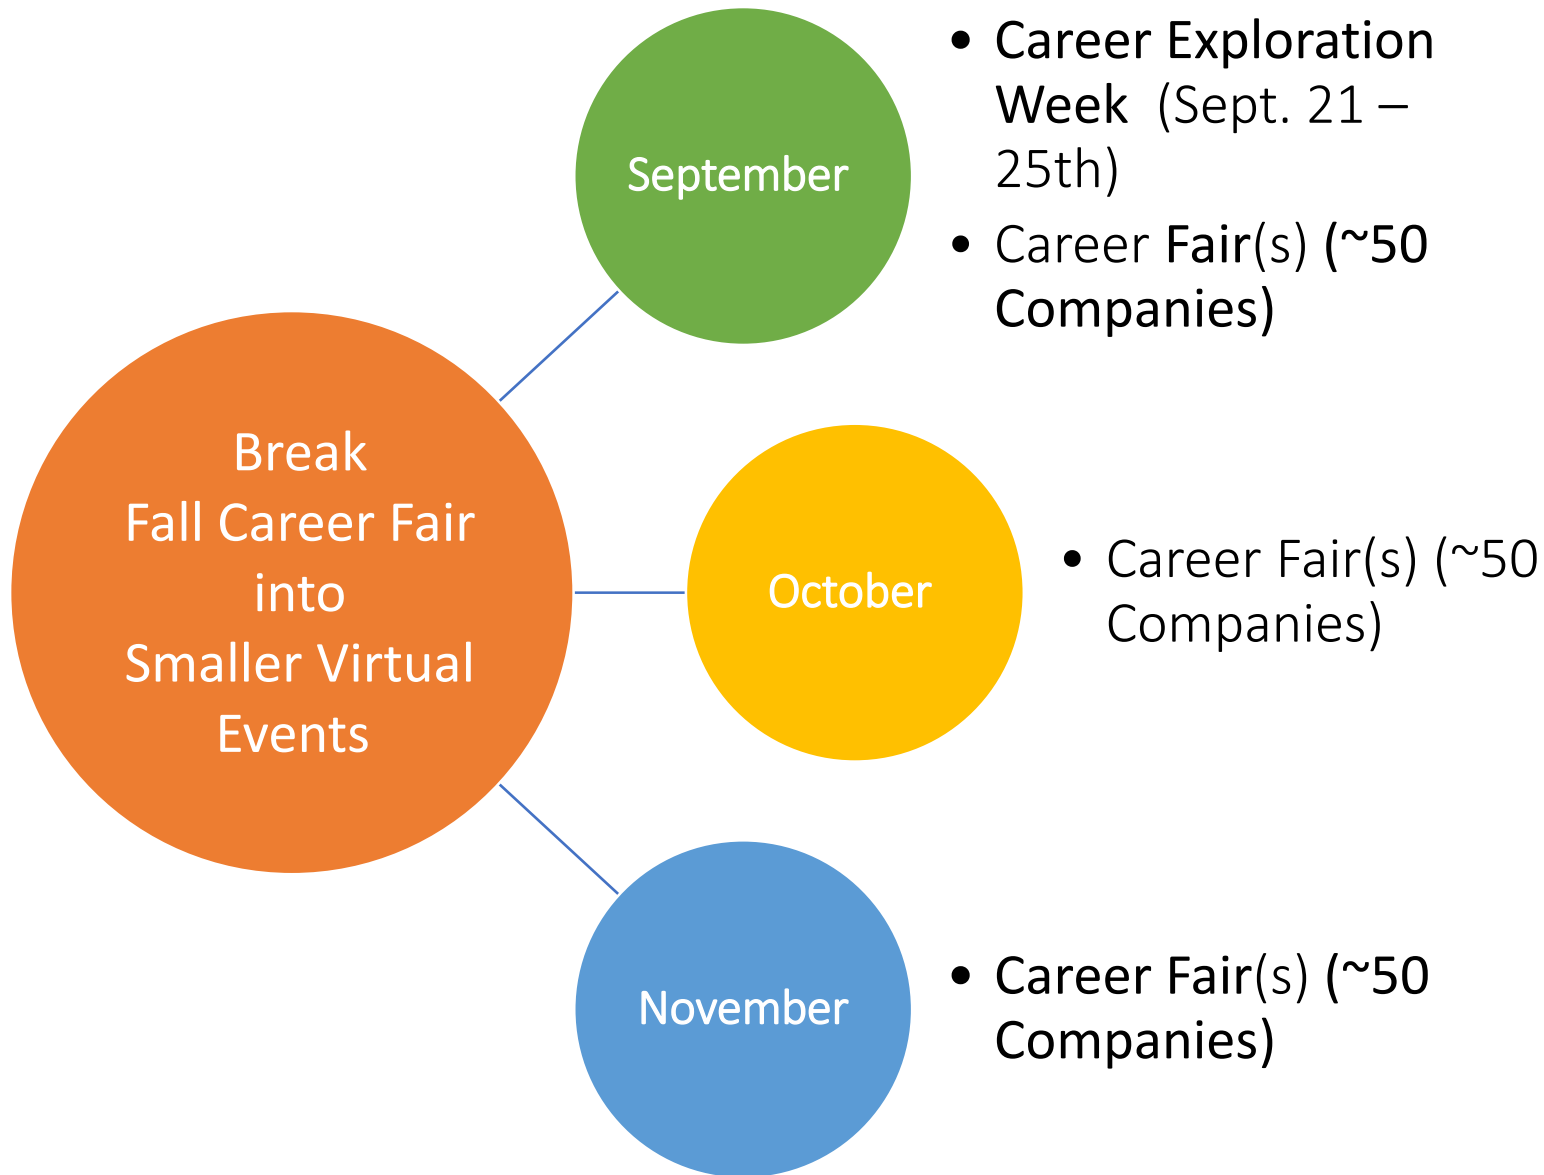 Break
Fall Career Fair
into
Smaller Virtual
Events
September
• Career Exploration
Week (Sept. 21 –
25th)
• Career Fair(s) (~50
Companies)
October
• Career Fair(s) (~50
Companies)
November
• Career Fair(s) (~50
Companies)